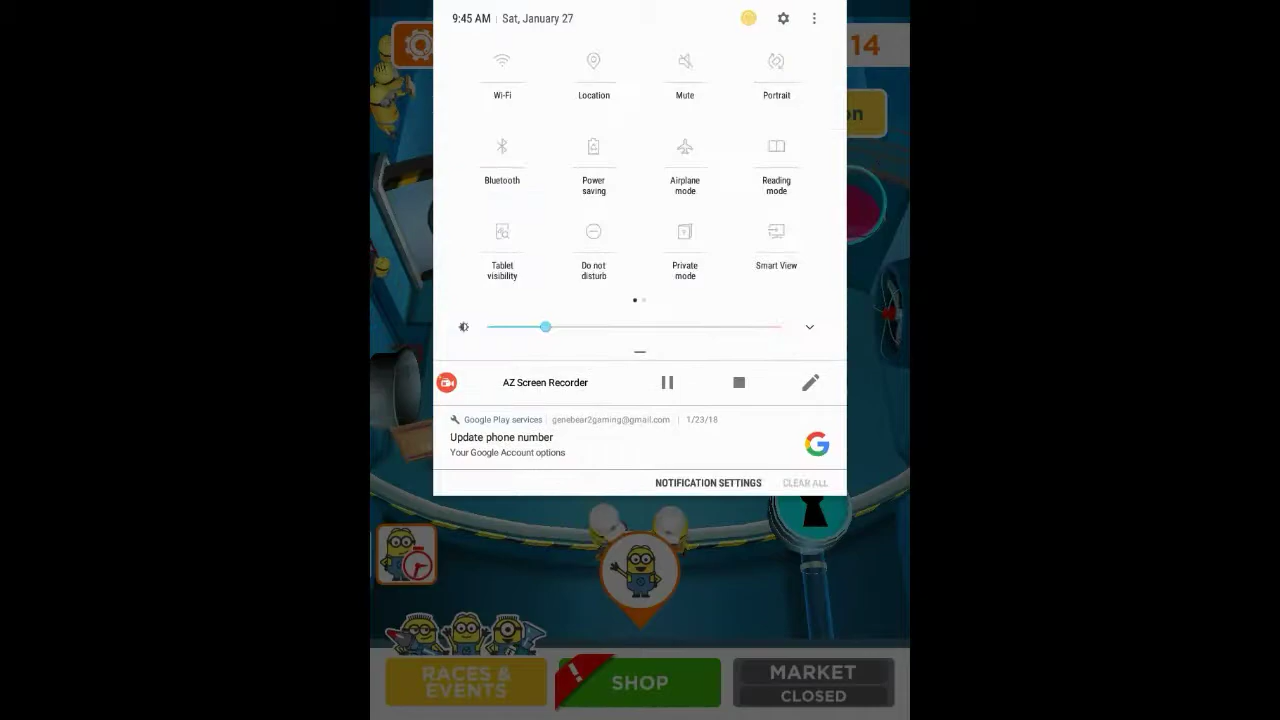 9:45 AM Sat, January 27
14
Wi-Fi
Location
Mute
Portrait
on
Bluetooth
Power
saving
Airplane
mode
Reading
mode
Tablet
visibility
Do not
disturb
Private
mode
Smart View
AZ Screen Recorder
Google Play services genebear2gaming@gmail.com 1/23/18
Update phone number
Your Google Account options
G
NOTIFICATION SETTINGS CLEAR ALL
RACES &
EVENTS
!
SHOP
MARKET
CLOSED